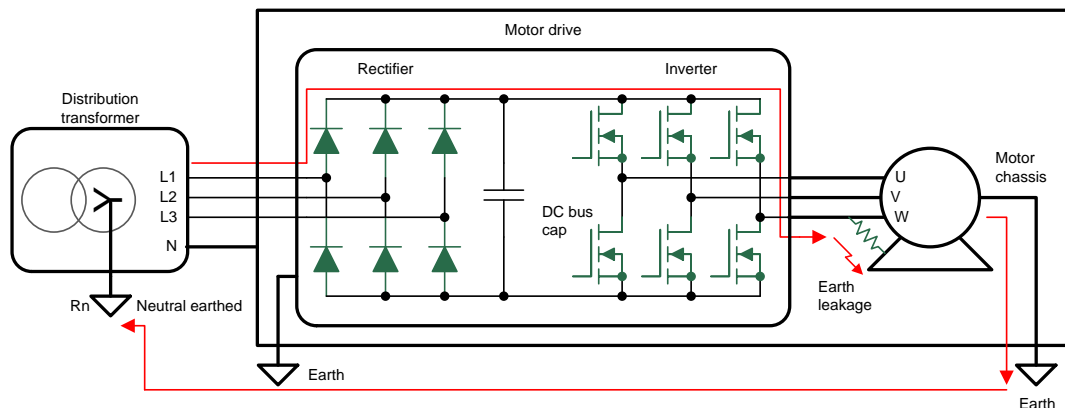 Motor drive
Rectifier
Inverter
Distribution
transformer
L1
L2
L3
N
Rn
Neutral earthed
DC bus
cap
U
V
W
Motor
chassis
Earth
leakage
Earth
Earth